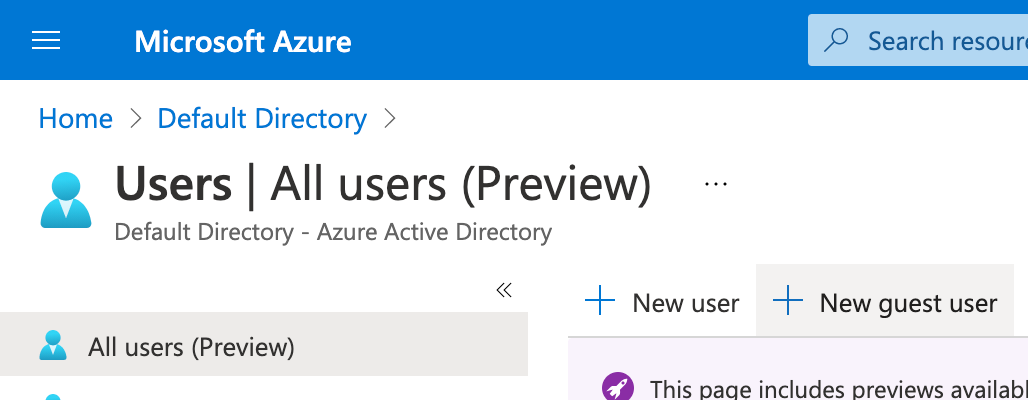 Microsoft Azure
Search resour
Home > Default Directory >
Users | All users (Preview) ...
Default Directory - Azure Active Directory
«
+ New user + New guest user
All users (Preview)
This page includes previews availabl